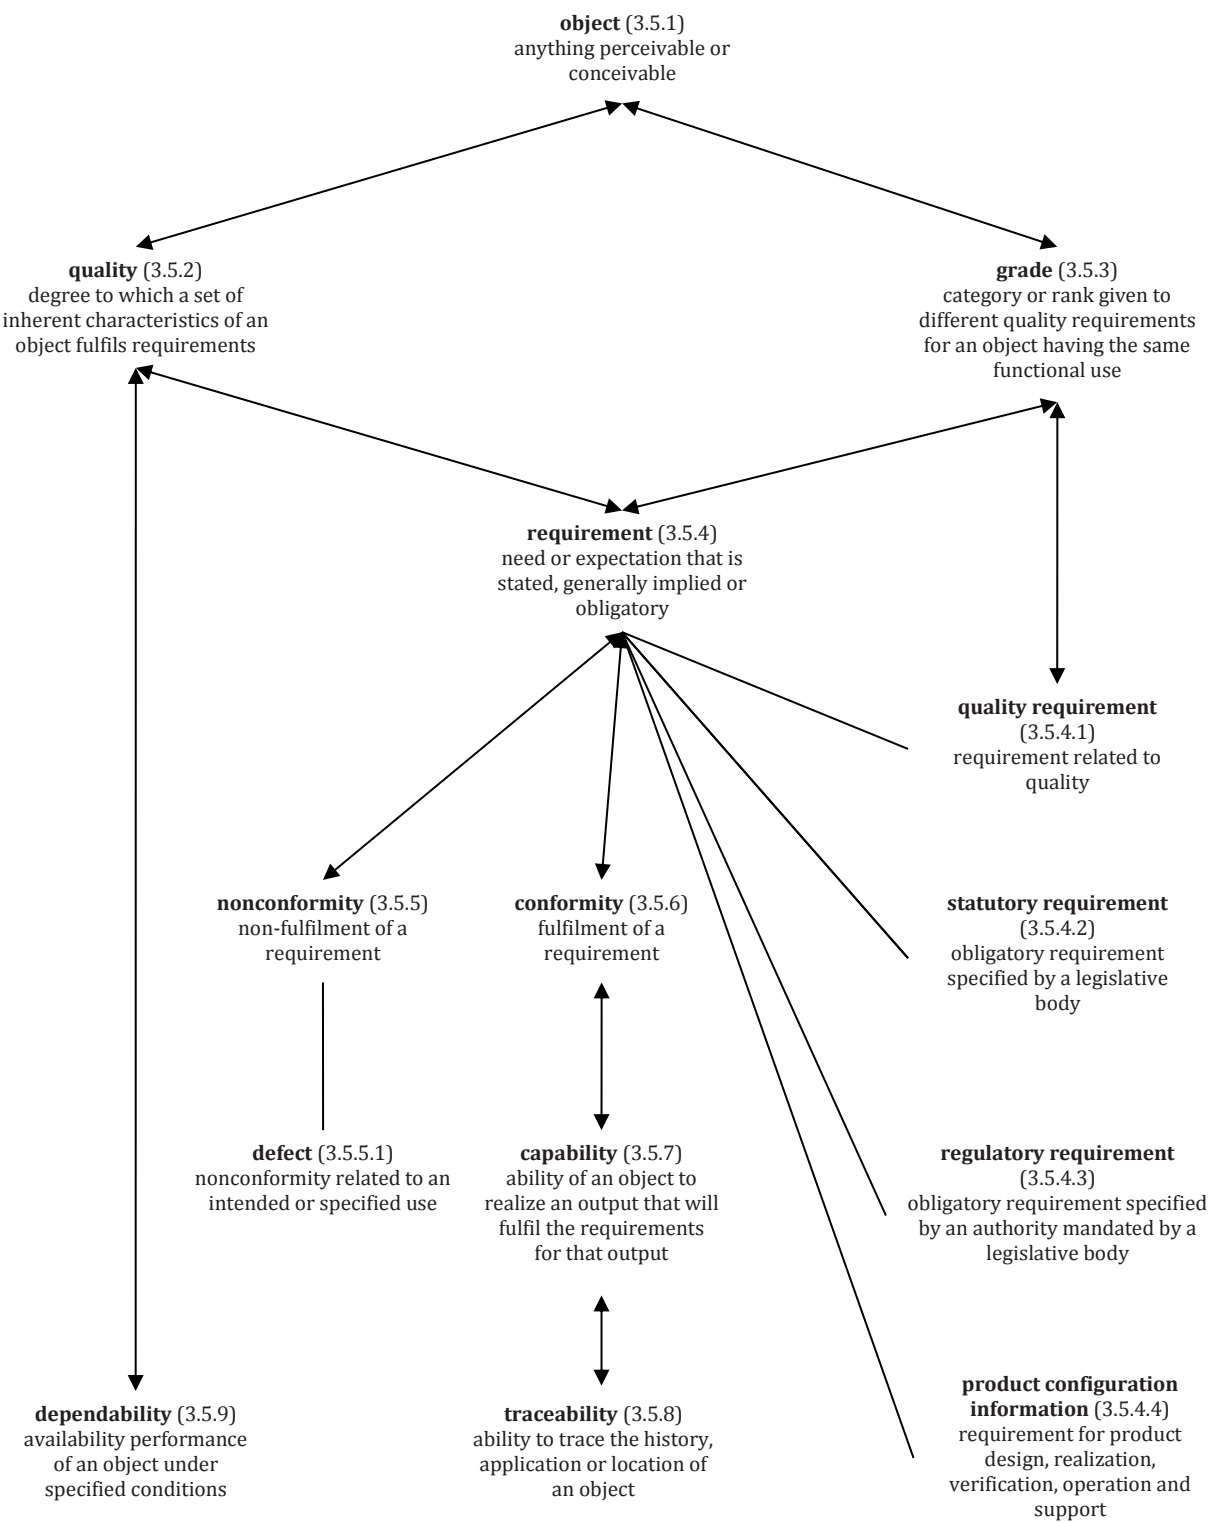 object (3.5.1)
anything perceivable or
conceivable
quality (3.5.2)
degree to which a set of
inherent characteristics of an
object fulfils requirements
grade (3.5.3)
category or rank given to
different quality requirements
for an object having the same
functional use
requirement (3.5.4)
need or expectation that is
stated, generally implied or
obligatory
quality requirement
(3.5.4.1)
requirement related to
quality
nonconformity (3.5.5)
non-fulfilment of a
requirement
conformity (3.5.6)
fulfilment of a
requirement
statutory requirement
(3.5.4.2)
obligatory requirement
specified by a legislative
body
defect (3.5.5.1)
nonconformity related to an
intended or specified use
capability (3.5.7)
ability of an object to
realize an output that will
fulfil the requirements
for that output
regulatory requirement
(3.5.4.3)
obligatory requirement specified
by an authority mandated by a
legislative body
dependability (3.5.9)
availability performance
of an object under
specified conditions
traceability (3.5.8)
ability to trace the history,
application or location of
an object
product configuration
information (3.5.4.4)
requirement for product
design, realization,
verification, operation and
support